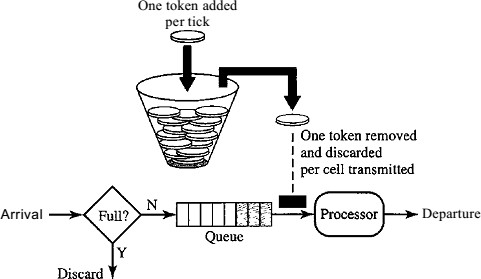 One token added
per tick
One token removed
and discarded
per cell transmitted
Arrival
Full?
N
Queue
Processor
Departure
Y
Discard